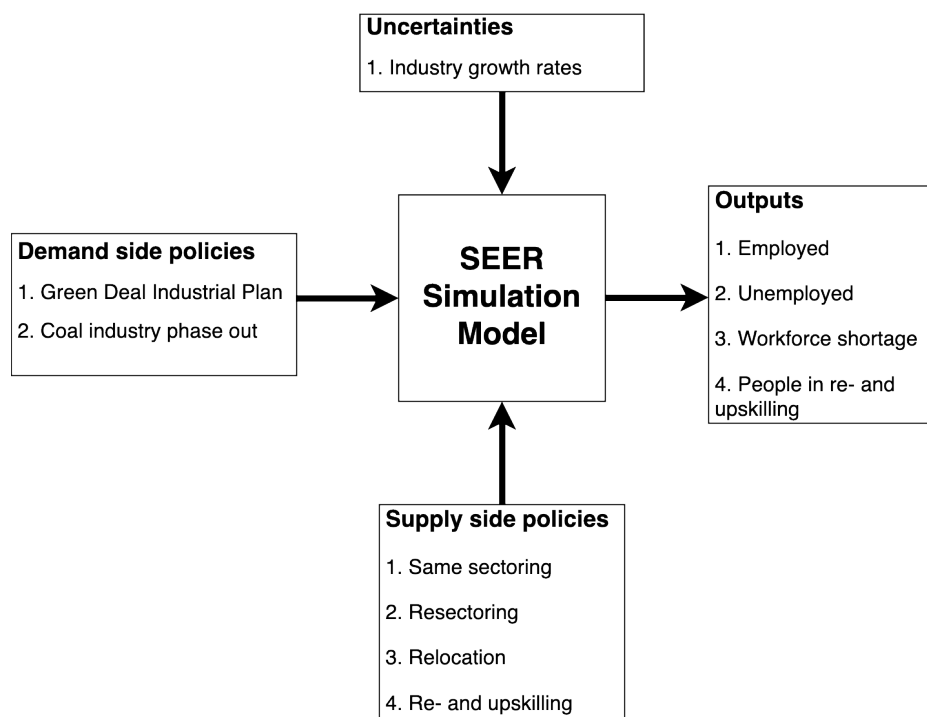 Uncertainties
1. Industry growth rates
Demand side policies
1. Green Deal Industrial Plan
2. Coal industry phase out
SEER
Simulation
Model
Outputs
1. Employed
2. Unemployed
3. Workforce shortage
4. People in re- and
upskilling
Supply side policies
1. Same sectoring
2. Resectoring
3. Relocation
4. Re- and upskilling